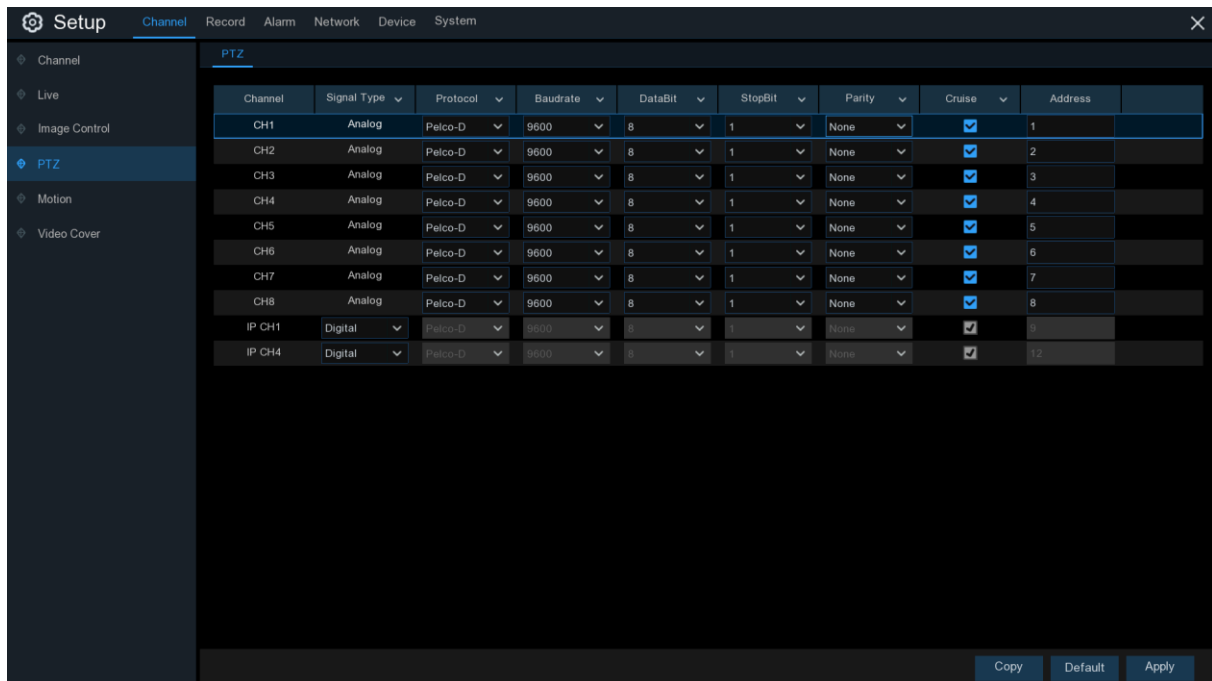 Setup Channel Record Alarm Network Device System
Channel
Live
Image Control
PTZ
Motion
Video Cover
PTZ
Channel Signal Type Protocol Baudrate DataBit StopBit Parity Cruise Address
CH1 Analog Pelco-D 9600 8 1 None 1
CH2 Analog Pelco-D 9600 8 1 None 2
CH3 Analog Pelco-D 9600 8 1 None 3
CH4 Analog Pelco-D 9600 8 1 None 4
CH5 Analog Pelco-D 9600 8 1 None 5
CH6 Analog Pelco-D 9600 8 1 None 6
CH7 Analog Pelco-D 9600 8 1 None 7
CH8 Analog Pelco-D 9600 8 1 None 8
IP CH1 Digital Pelco-D 9600 8 1 None 9
IP CH4 Digital Pelco-D 9600 8 1 None 12
Copy Default Apply